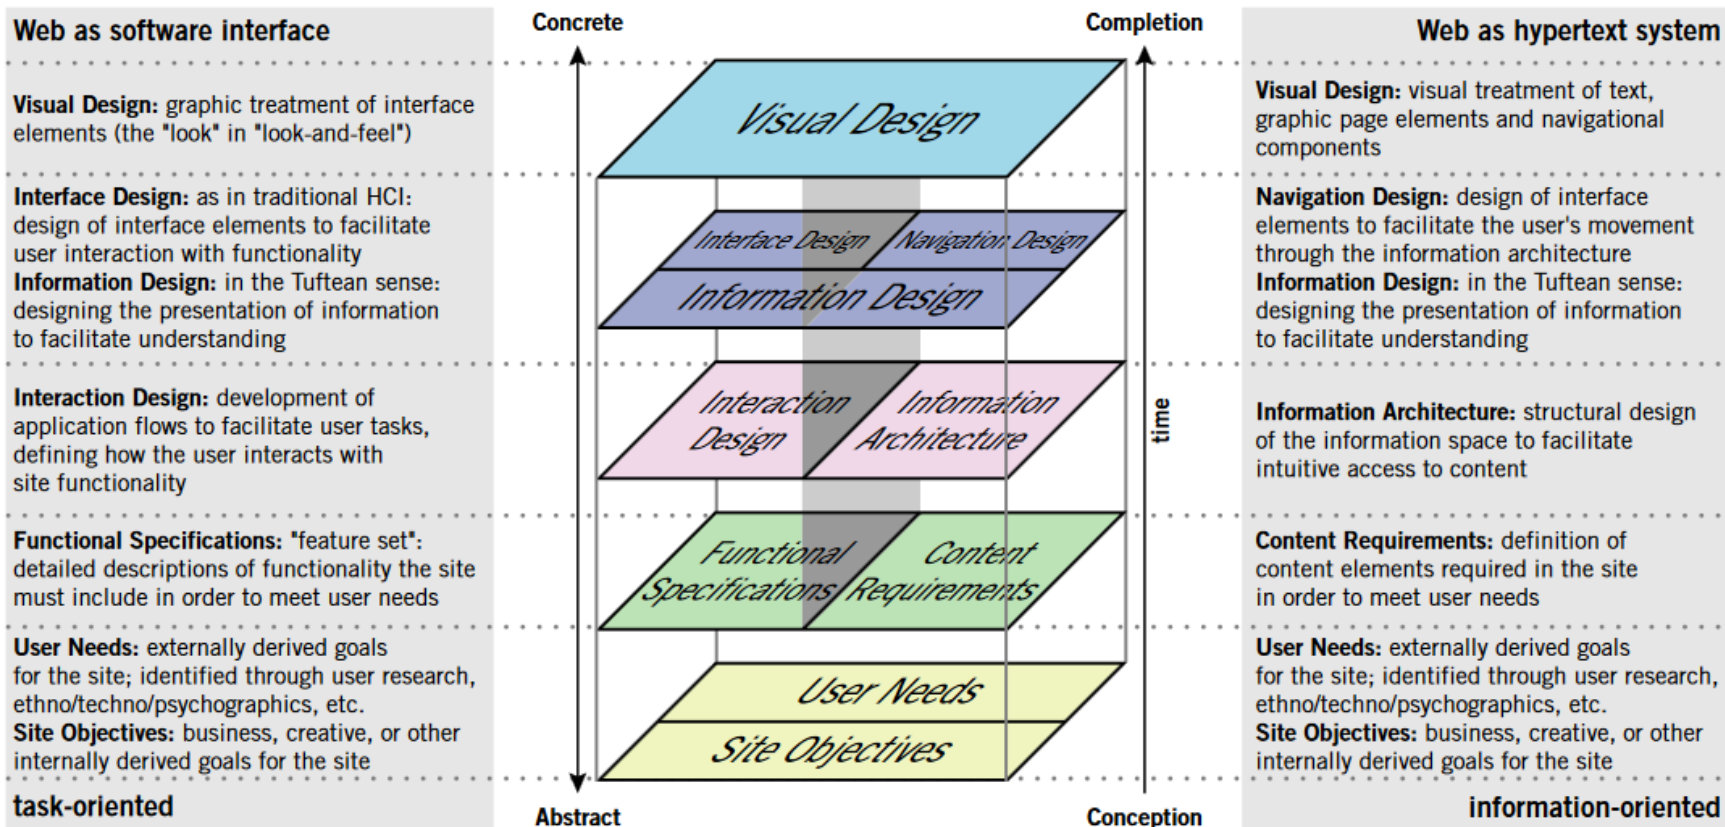 Web as software interface
Visual Design: graphic treatment of interface
elements (the "look" in "look-and-feel")
Interface Design: as in traditional HCI:
design of interface elements to facilitate
user interaction with functionality
Information Design: in the Tuftean sense:
designing the presentation of information
to facilitate understanding
Interaction Design: development of
application flows to facilitate user tasks,
defining how the user interacts with
site functionality
Functional Specifications: "feature set":
detailed descriptions of functionality the site
must include in order to meet user needs
User Needs: externally derived goals
for the site; identified through user research,
ethno/techno/psychographics, etc.
Site Objectives: business, creative, or other
internally derived goals for the site
task-oriented
Concrete
Completion
Visual Design
Interface Design
Navigation Design
Information Design
Interaction
Design
Information
Architecture
time
Functional
Specifications
Content
Requirements
User Needs
Site Objectives
Abstract
Conception
Web as hypertext system
Visual Design: visual treatment of text,
graphic page elements and navigational
components
Navigation Design: design of interface
elements to facilitate the user's movement
through the information architecture
Information Design: in the Tuftean sense:
designing the presentation of information
to facilitate understanding
Information Architecture: structural design
of the information space to facilitate
intuitive access to content
Content Requirements: definition of
content elements required in the site
in order to meet user needs
User Needs: externally derived goals
for the site; identified through user research,
ethno/techno/psychographics, etc.
Site Objectives: business, creative, or other
internally derived goals for the site
information-oriented